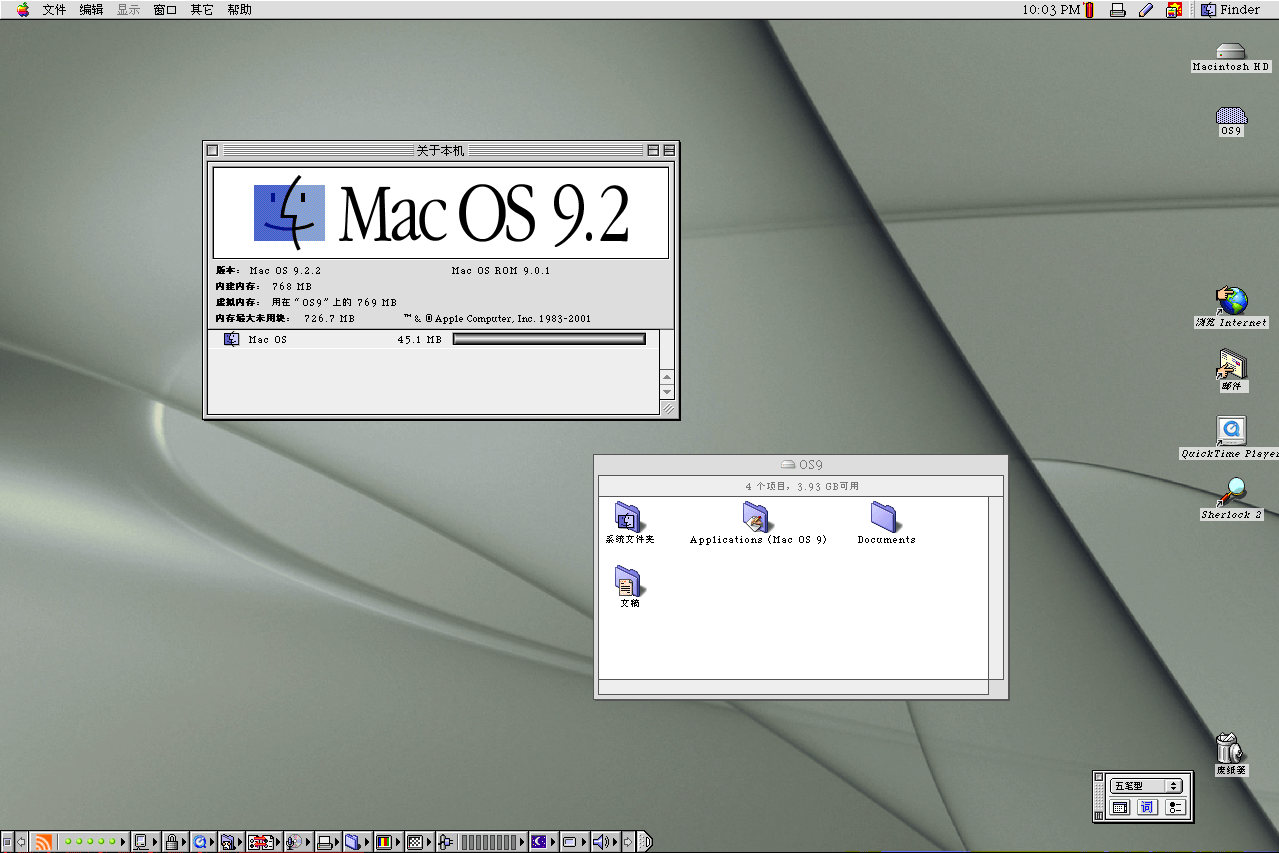 文件 编辑 显示 窗口 其它 帮助
10:03 PM Finder
Macintosh HD
OS9
关于本机
Mac OS 9.2
版本： Mac OS 9.2.2 Mac OS ROM 9.0.1
内建内存： 768 MB
虚拟内存： 用在“OS9”上的 769 MB
内存最大未用块： 726.7 MB ™ & © Apple Computer, Inc. 1983-2001
Mac OS 45.1 MB
浏览 Internet
邮件
QuickTime Player
Sherlock 2
OS9
4 个项目，3.93 GB可用
系统文件夹 Applications (Mac OS 9) Documents
文稿
废纸篓
五笔型
词